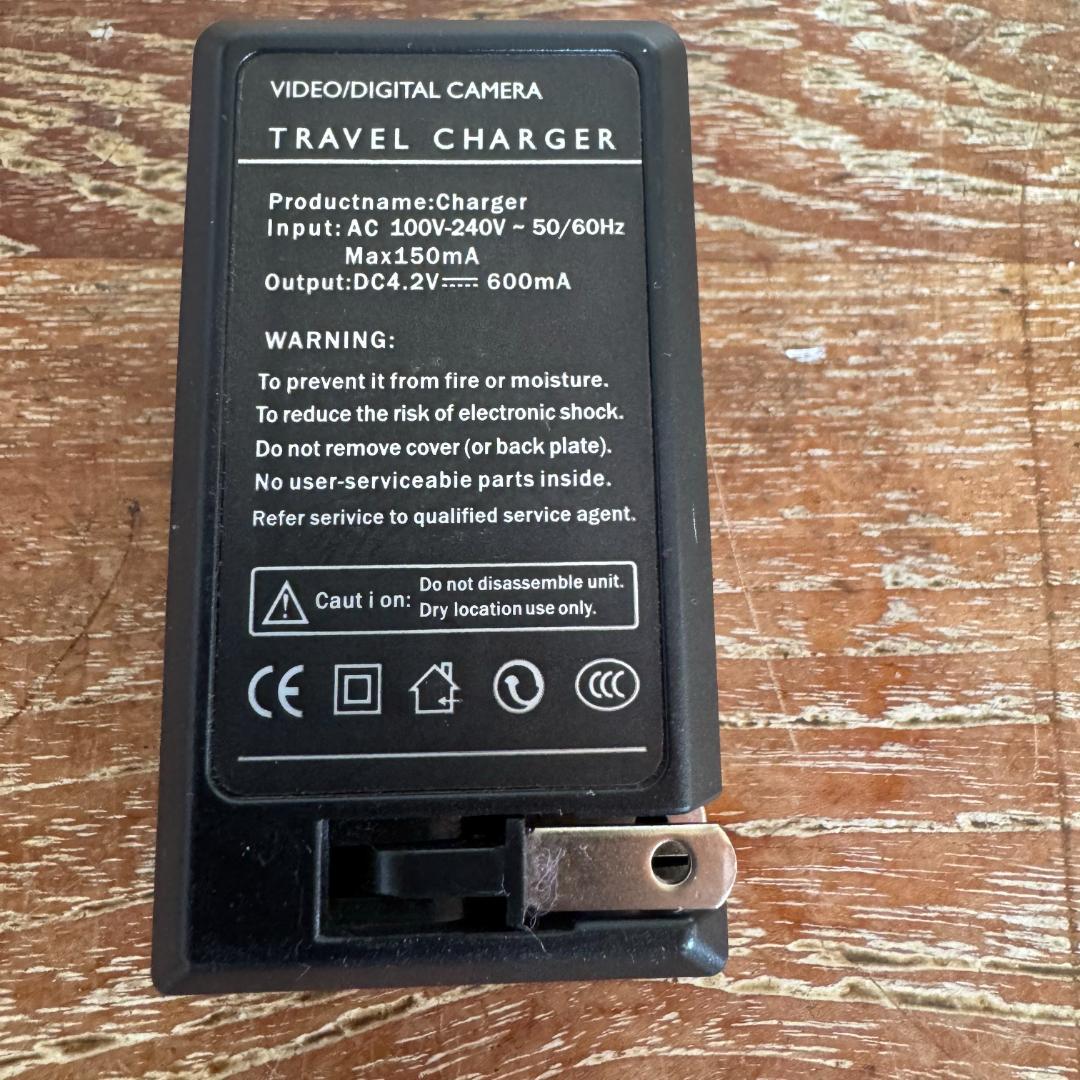 VIDEO/DIGITAL CAMERA
TRAVEL CHARGER
Productname:Charger
Input: AC 100V-240V ~ 50/60Hz
Max150mA
Output:DC4.2V⎓ 600mA
WARNING:
To prevent it from fire or moisture.
To reduce the risk of electronic shock.
Do not remove cover (or back plate).
No user-serviceabie parts inside.
Refer serivice to qualified service agent.
Caut i on: Do not disassemble unit.
Dry location use only.
CE
CCC